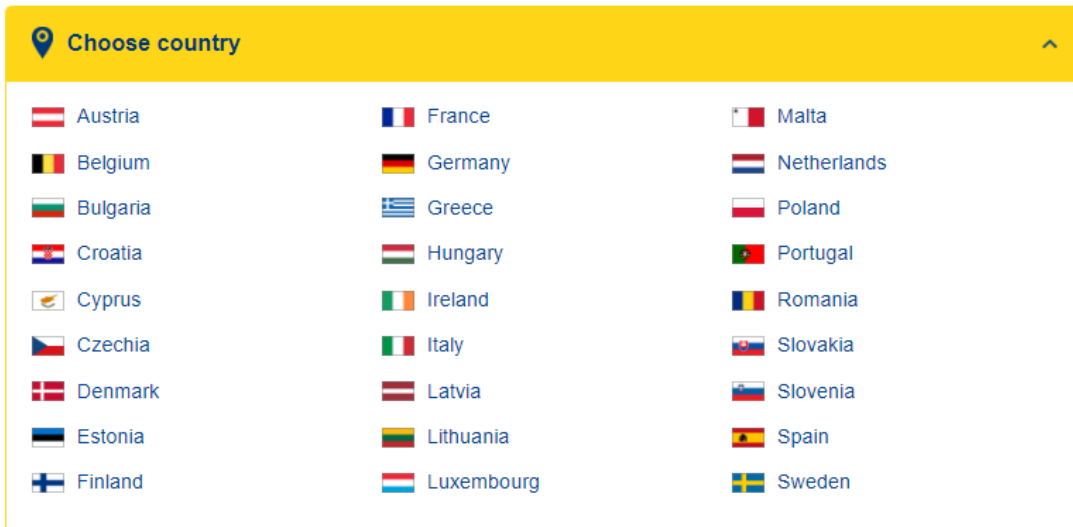 Choose country
Austria
Belgium
Bulgaria
Croatia
Cyprus
Czechia
Denmark
Estonia
Finland
France
Germany
Greece
Hungary
Ireland
Italy
Latvia
Lithuania
Luxembourg
Malta
Netherlands
Poland
Portugal
Romania
Slovakia
Slovenia
Spain
Sweden